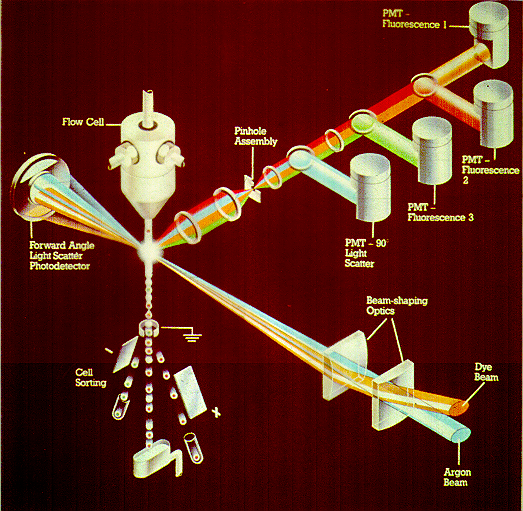 PMT -
Fluorescence 1
Flow Cell
Pinhole
Assembly
PMT -
Fluorescence
2
PMT -
Fluorescence 3
Forward Angle
Light Scatter
Photodetector
PMT - 90°
Light
Scatter
Beam-shaping
Optics
Cell
Sorting
-
+
Dye
Beam
Argon
Beam